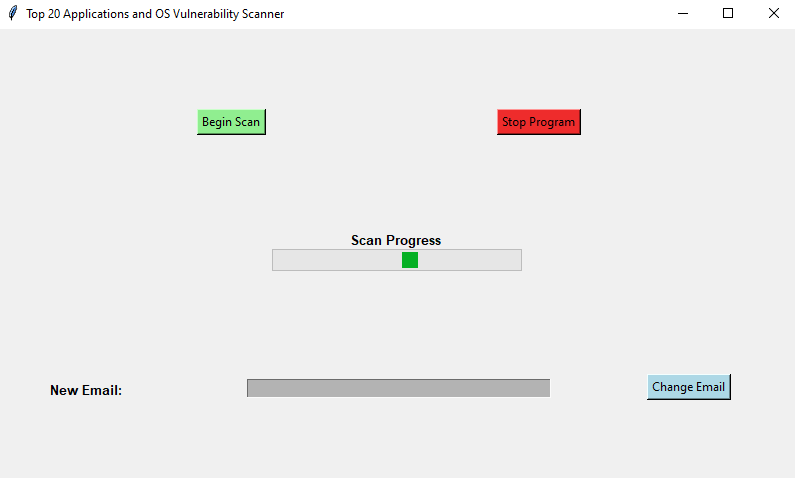 Top 20 Applications and OS Vulnerability Scanner
Begin Scan
Stop Program
Scan Progress
New Email:
Change Email